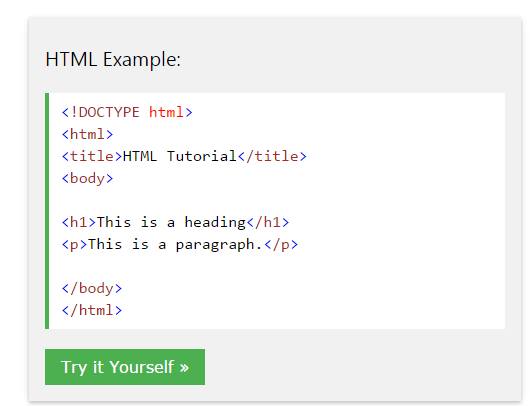 HTML Example:
<!DOCTYPE html>
<html>
<title>HTML Tutorial</title>
<body>
<h1>This is a heading</h1>
<p>This is a paragraph.</p>
</body>
</html>
Try it Yourself »